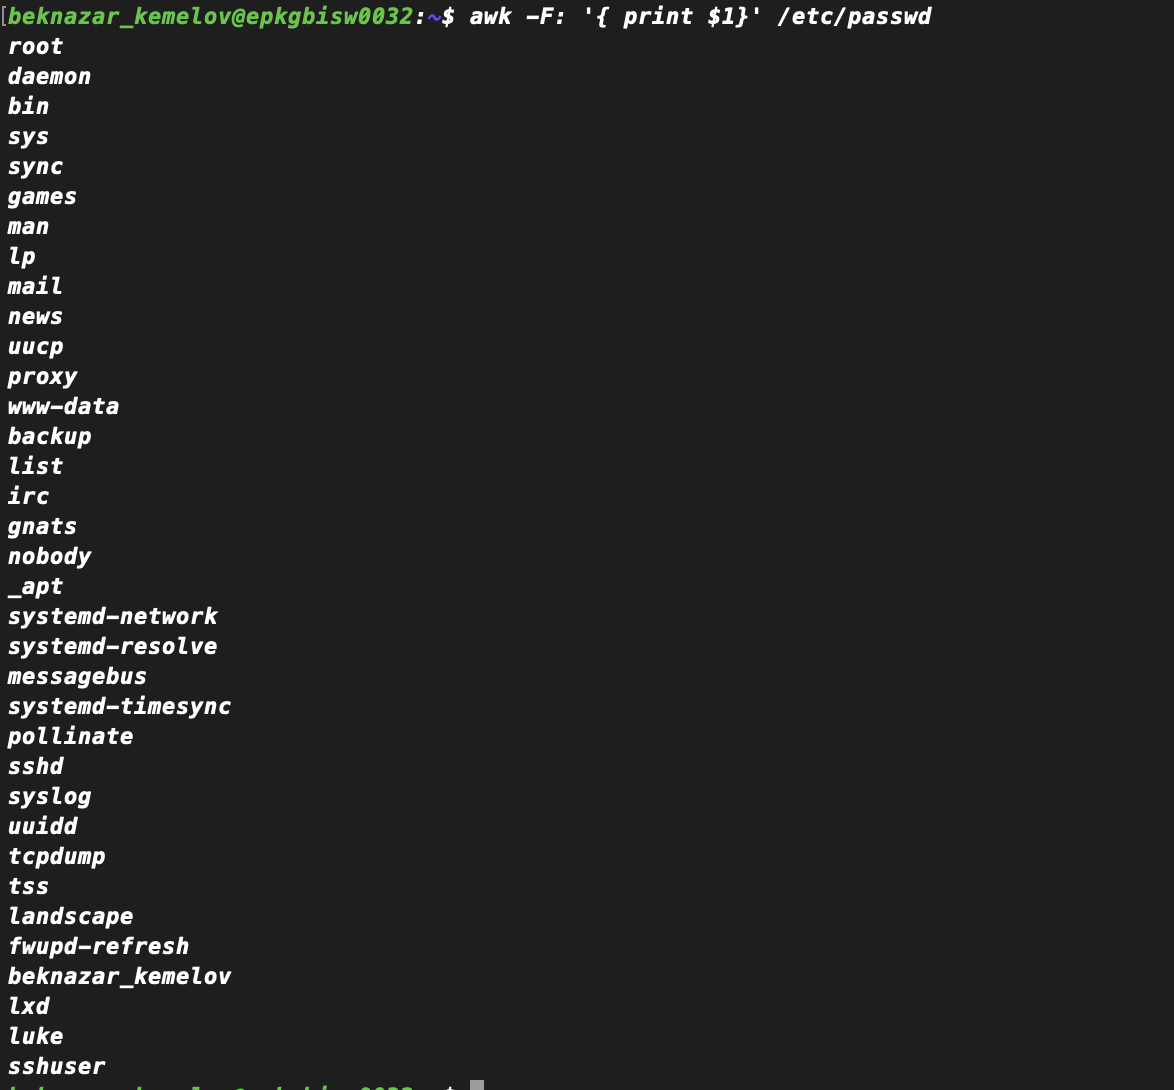 [beknazar_kemelov@epkgbisw0032:~$ awk -F: '{ print $1}' /etc/passwd
root
daemon
bin
sys
sync
games
man
lp
mail
news
uucp
proxy
www-data
backup
list
irc
gnats
nobody
_apt
systemd-network
systemd-resolve
messagebus
systemd-timesync
pollinate
sshd
syslog
uuidd
tcpdump
tss
landscape
fwupd-refresh
beknazar_kemelov
lxd
luke
sshuser